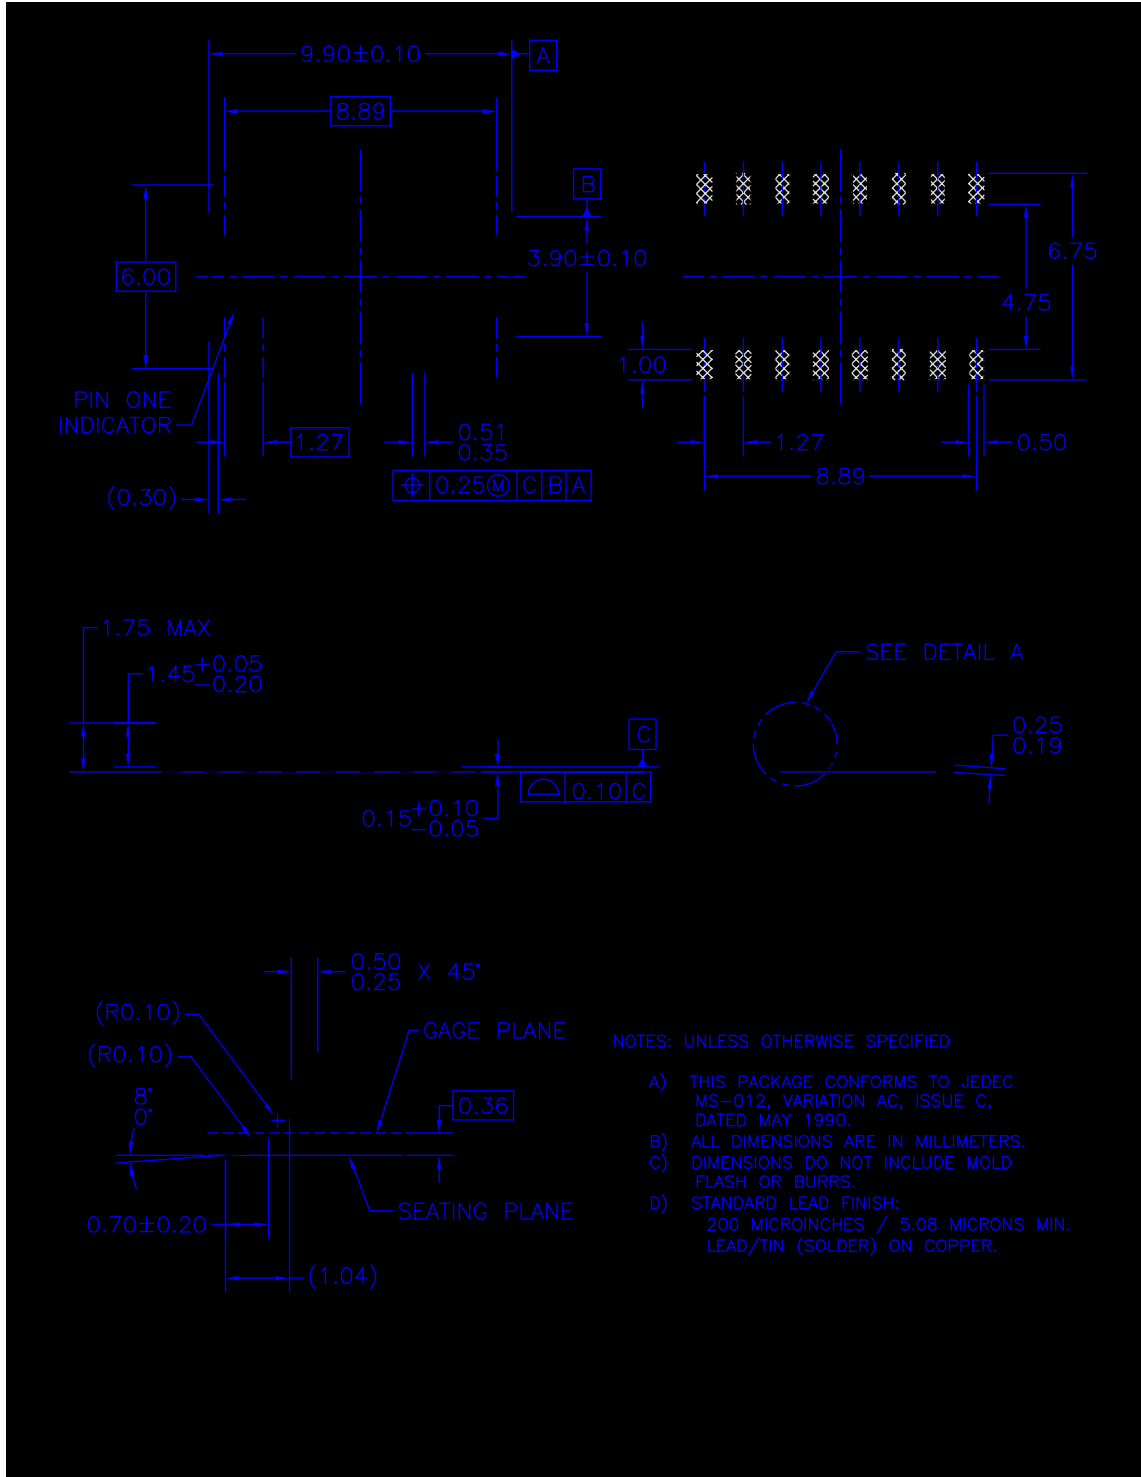 9.90±0.10
A
8.89
B
6.00
3.90±0.10
6.75
4.75
1.00
PIN ONE
INDICATOR
1.27
0.51
0.35
1.27
0.50
8.89
0.25Ⓜ C B A
(0.30)
1.75 MAX
1.45+0.05
−0.20
SEE DETAIL A
C
0.25
0.19
0.10 C
0.15+0.10
−0.05
0.50
0.25 X 45°
(R0.10)
GAGE PLANE
(R0.10)
8°
0°
0.36
SEATING PLANE
0.70±0.20
(1.04)
NOTES: UNLESS OTHERWISE SPECIFIED
A) THIS PACKAGE CONFORMS TO JEDEC
MS-012, VARIATION AC, ISSUE C,
DATED MAY 1990.
B) ALL DIMENSIONS ARE IN MILLIMETERS.
C) DIMENSIONS DO NOT INCLUDE MOLD
FLASH OR BURRS.
D) STANDARD LEAD FINISH:
200 MICROINCHES / 5.08 MICRONS MIN.
LEAD/TIN (SOLDER) ON COPPER.